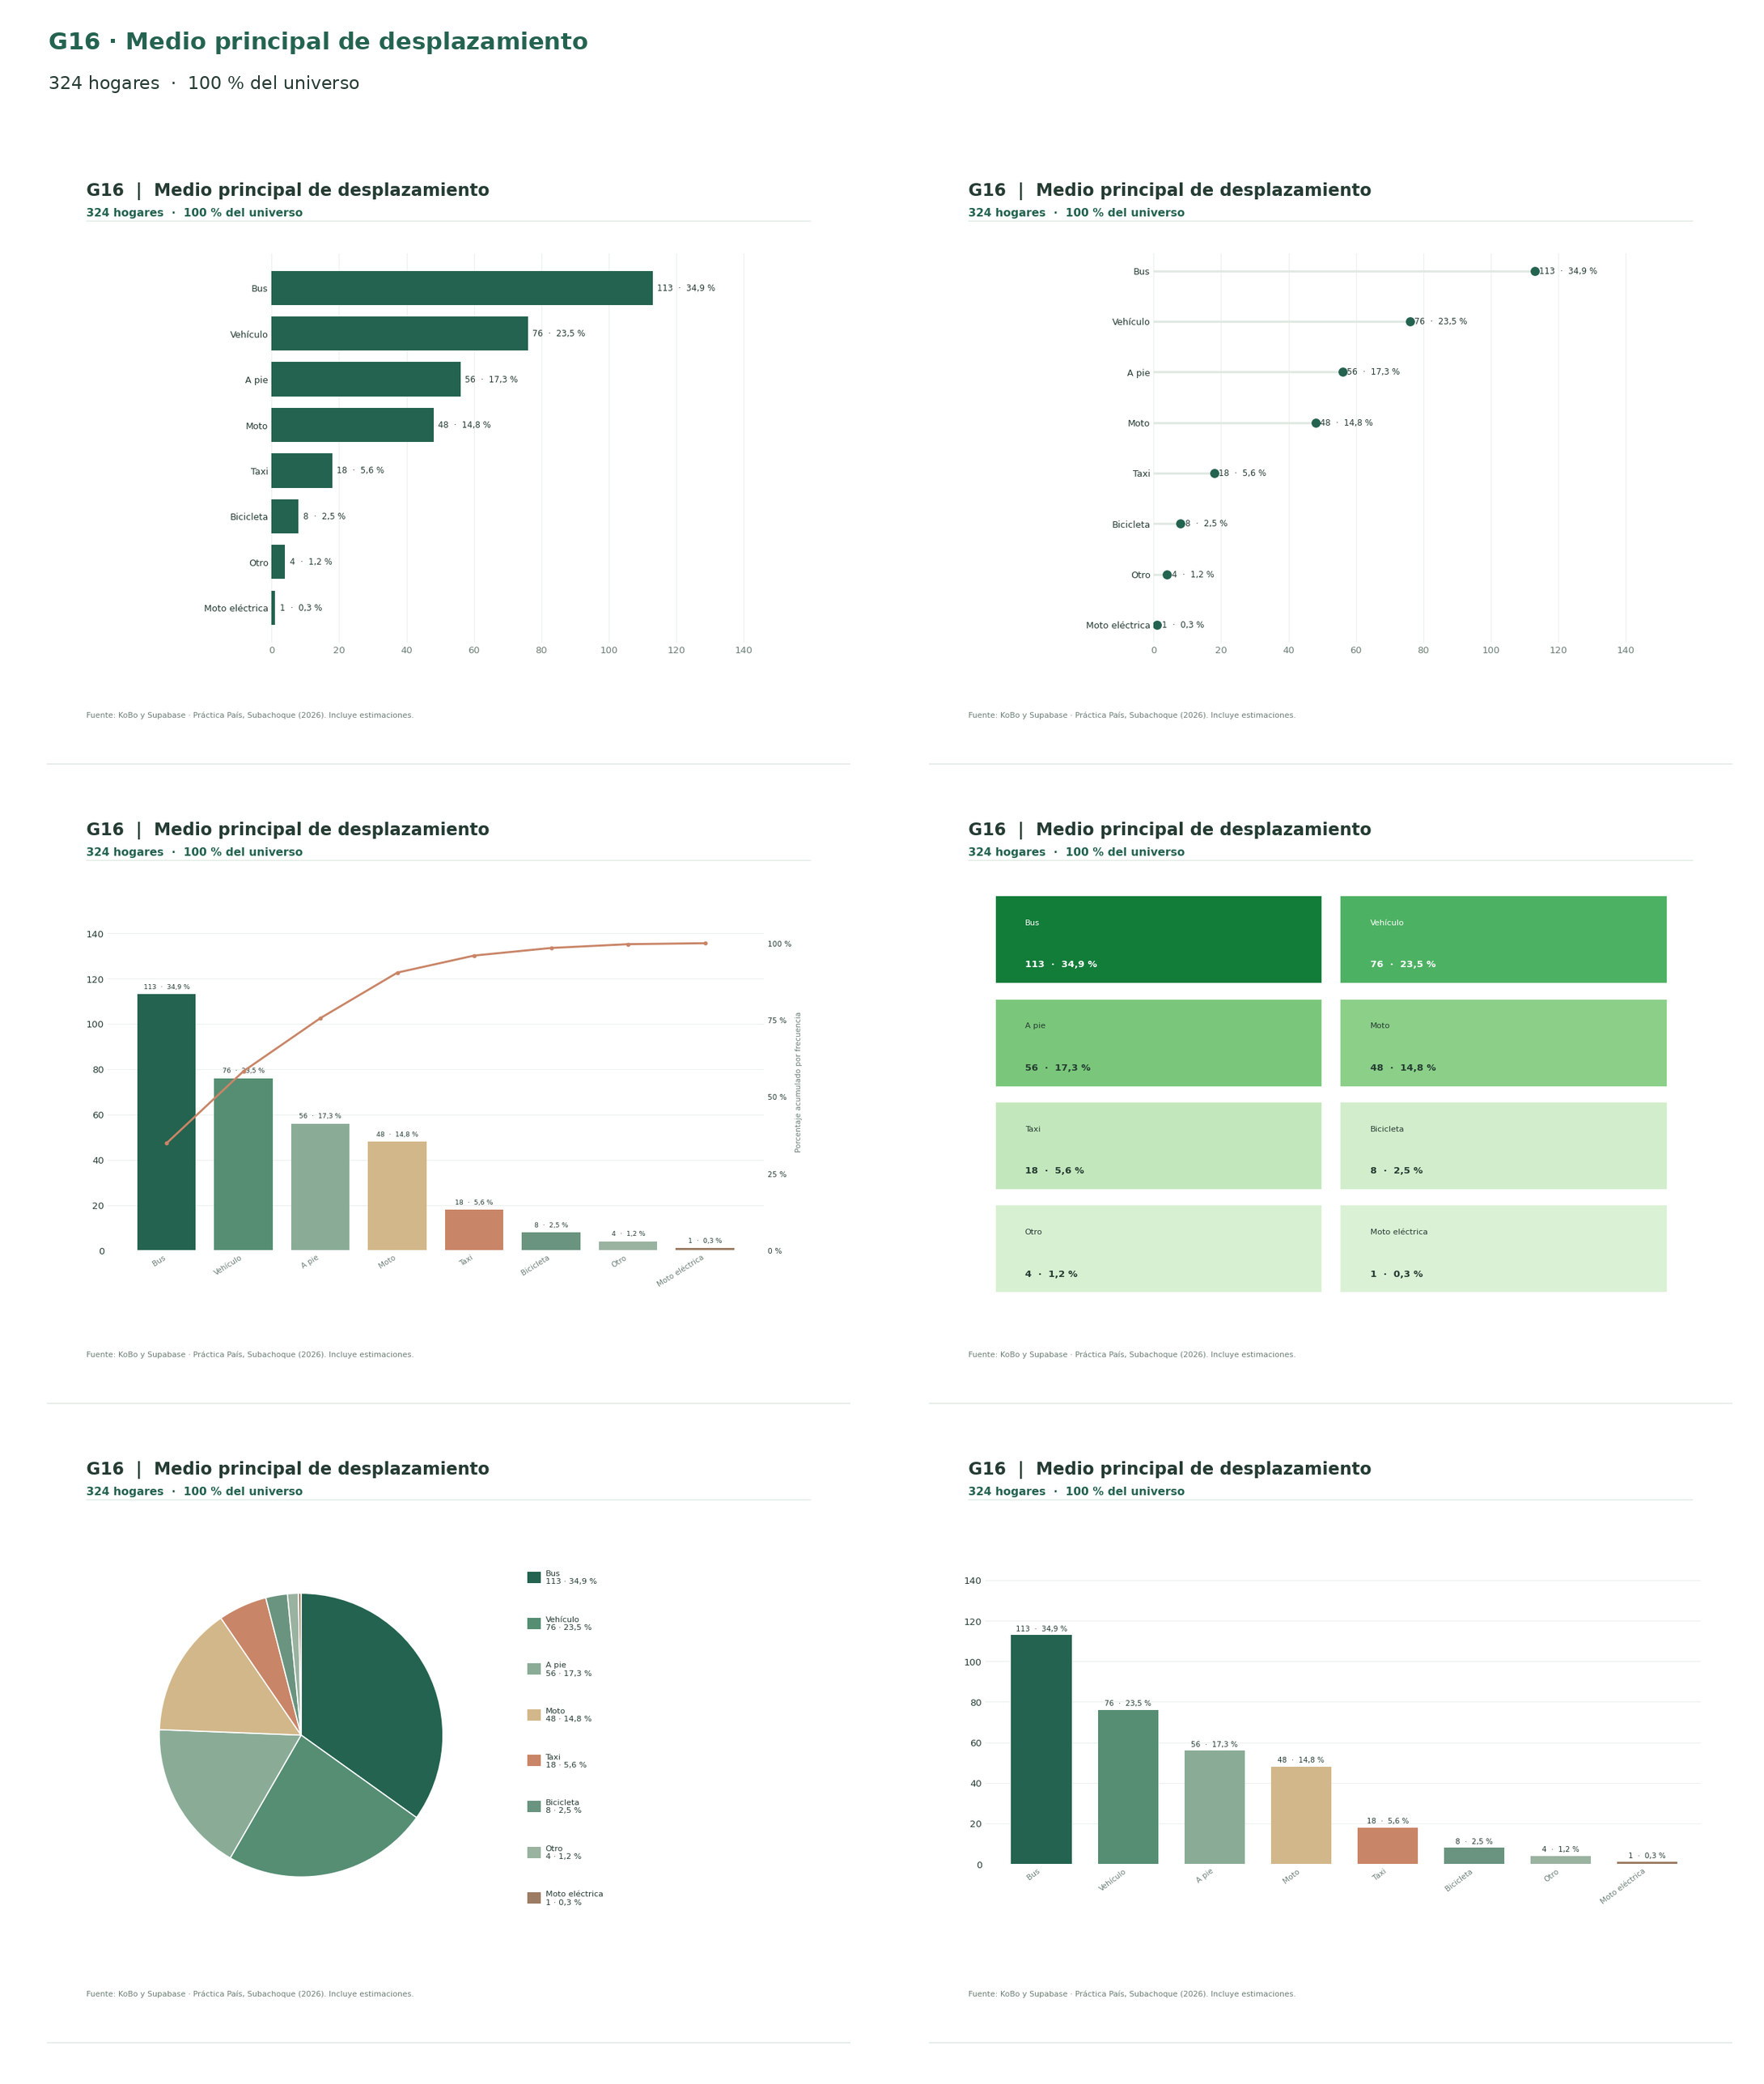 G16 · Medio principal de desplazamiento
324 hogares · 100 % del universo
G16 | Medio principal de desplazamiento
324 hogares · 100 % del universo
Bus
113 · 34,9 %
Vehículo
76 · 23,5 %
A pie
56 · 17,3 %
Moto
48 · 14,8 %
Taxi
18 · 5,6 %
Bicicleta
8 · 2,5 %
Otro
4 · 1,2 %
Moto eléctrica
1 · 0,3 %
0 20 40 60 80 100 120 140
Fuente: KoBo y Supabase · Práctica País, Subachoque (2026). Incluye estimaciones.
G16 | Medio principal de desplazamiento
324 hogares · 100 % del universo
Bus
113 · 34,9 %
Vehículo
76 · 23,5 %
A pie
56 · 17,3 %
Moto
48 · 14,8 %
Taxi
18 · 5,6 %
Bicicleta
8 · 2,5 %
Otro
4 · 1,2 %
Moto eléctrica
1 · 0,3 %
0 20 40 60 80 100 120 140
Fuente: KoBo y Supabase · Práctica País, Subachoque (2026). Incluye estimaciones.
G16 | Medio principal de desplazamiento
324 hogares · 100 % del universo
140
120
100
80
60
40
20
0
113 · 34,9 %
76 · 23,5 %
56 · 17,3 %
48 · 14,8 %
18 · 5,6 %
8 · 2,5 %
4 · 1,2 %
1 · 0,3 %
100 %
75 %
50 %
25 %
0 %
Porcentaje acumulado por frecuencia
Bus
Vehículo
A pie
Moto
Taxi
Bicicleta
Otro
Moto eléctrica
Fuente: KoBo y Supabase · Práctica País, Subachoque (2026). Incluye estimaciones.
G16 | Medio principal de desplazamiento
324 hogares · 100 % del universo
Bus
113 · 34,9 %
Vehículo
76 · 23,5 %
A pie
56 · 17,3 %
Moto
48 · 14,8 %
Taxi
18 · 5,6 %
Bicicleta
8 · 2,5 %
Otro
4 · 1,2 %
Moto eléctrica
1 · 0,3 %
Fuente: KoBo y Supabase · Práctica País, Subachoque (2026). Incluye estimaciones.
G16 | Medio principal de desplazamiento
324 hogares · 100 % del universo
Bus
113 · 34,9 %
Vehículo
76 · 23,5 %
A pie
56 · 17,3 %
Moto
48 · 14,8 %
Taxi
18 · 5,6 %
Bicicleta
8 · 2,5 %
Otro
4 · 1,2 %
Moto eléctrica
1 · 0,3 %
Fuente: KoBo y Supabase · Práctica País, Subachoque (2026). Incluye estimaciones.
G16 | Medio principal de desplazamiento
324 hogares · 100 % del universo
140
120
100
80
60
40
20
0
113 · 34,9 %
76 · 23,5 %
56 · 17,3 %
48 · 14,8 %
18 · 5,6 %
8 · 2,5 %
4 · 1,2 %
1 · 0,3 %
Bus
Vehículo
A pie
Moto
Taxi
Bicicleta
Otro
Moto eléctrica
Fuente: KoBo y Supabase · Práctica País, Subachoque (2026). Incluye estimaciones.